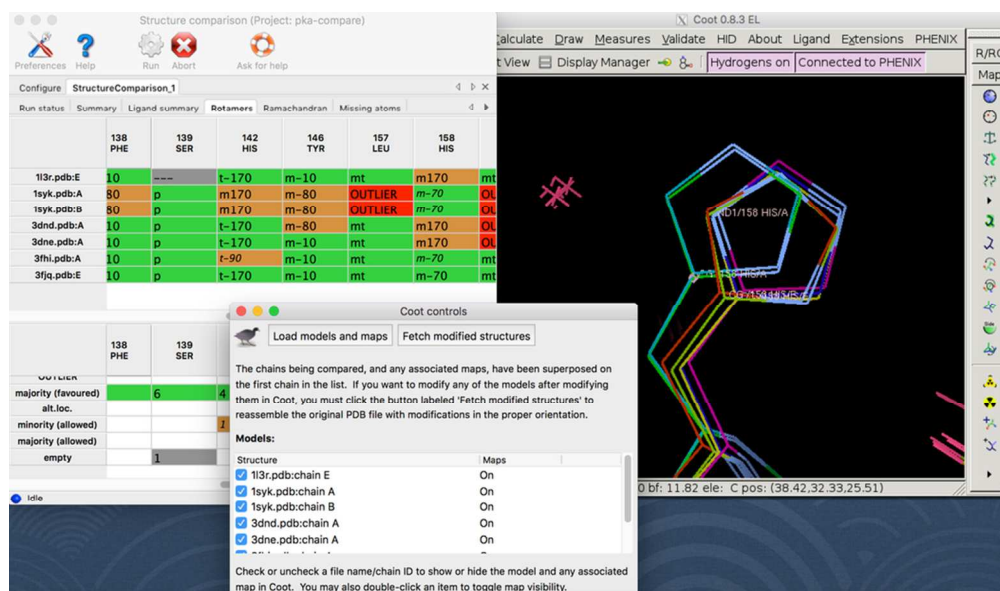 Structure comparison (Project: pka-compare)
Preferences Help Run Abort Ask for help
Configure StructureComparison_1
Run status Summary Ligand summary Rotamers Ramachandran Missing atoms
138 PHE 139 SER 142 HIS 146 TYR 157 LEU 158 HIS
1l3r.pdb:E 10 --- t-170 m-10 mt m170 mt
1syk.pdb:A 80 p m170 m-80 OUTLIER m-70 OU
1syk.pdb:B 80 p m170 m-80 OUTLIER m-70 OU
3dnd.pdb:A 10 p t-170 m-80 mt m170 OU
3dne.pdb:A 10 p t-170 m-10 mt m170 OU
3fhi.pdb:A 10 p t-90 m-10 mt m-70 mt
3fjq.pdb:E 10 p t-170 m-10 mt m-70 mt
138 PHE 139 SER
OUTLIER
majority (favoured) 6 4
alt.loc.
minority (allowed) 1
majority (allowed)
empty 1
Idle
Coot 0.8.3 EL
Calculate Draw Measures Validate HID About Ligand Extensions PHENIX
t View Display Manager Hydrogens on Connected to PHENIX
R/RC
Map
ND1/158 HIS/A
0 bf: 11.82 ele: C pos: (38.42,32.33,25.51)
Coot controls
Load models and maps Fetch modified structures
The chains being compared, and any associated maps, have been superposed on
the first chain in the list. If you want to modify any of the models after modifying
them in Coot, you must click the button labeled 'Fetch modified structures' to
reassemble the original PDB file with modifications in the proper orientation.
Models:
Structure Maps
1l3r.pdb:chain E On
1syk.pdb:chain A On
1syk.pdb:chain B On
3dnd.pdb:chain A On
3dne.pdb:chain A On
Check or uncheck a file name/chain ID to show or hide the model and any associated
map in Coot. You may also double-click an item to toggle map visibility.